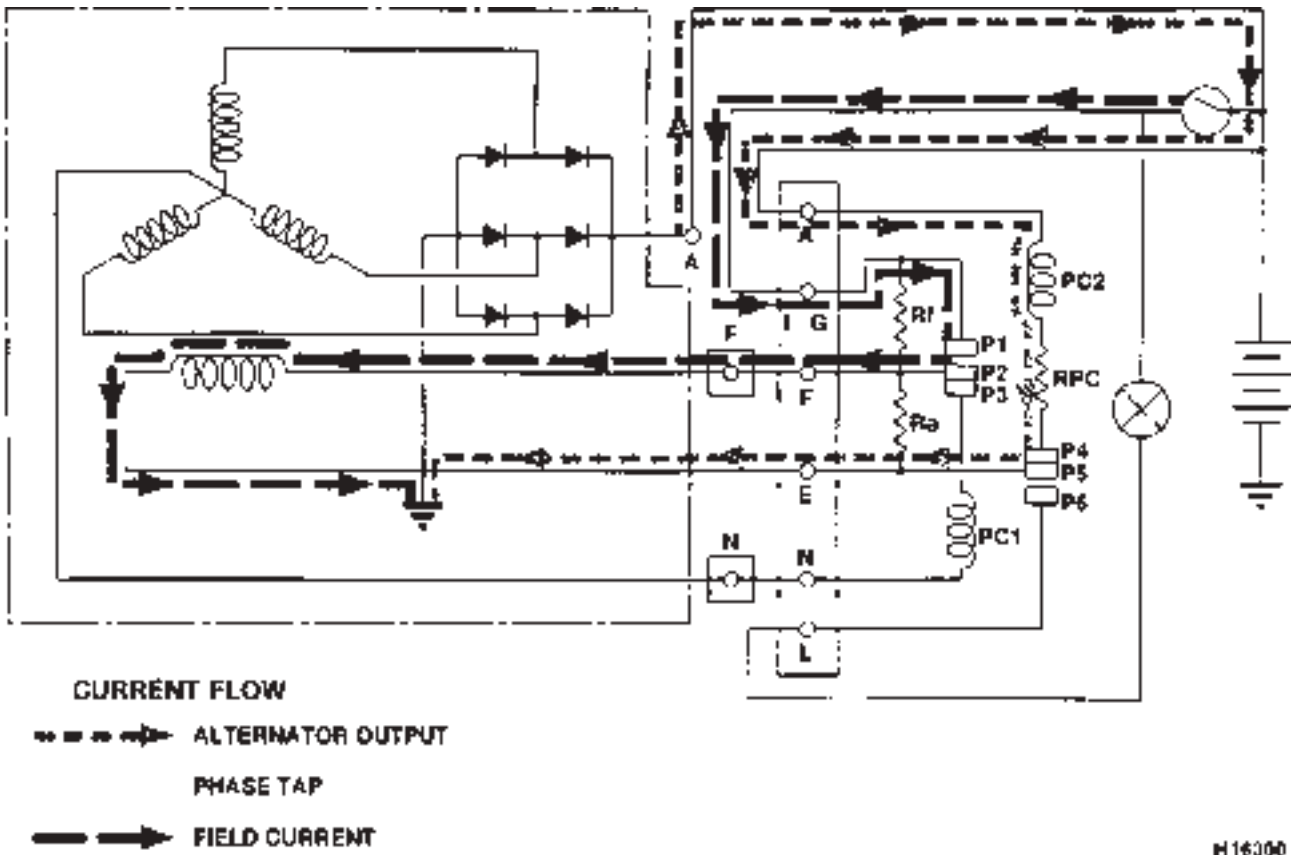 A
A
PC2
I G
Rf
F
P1
P2
RPC
F
P3
Ra
P4
P5
E
P6
PC1
N
N
L
CURRENT FLOW
ALTERNATOR OUTPUT
PHASE TAP
FIELD CURRENT
H16300